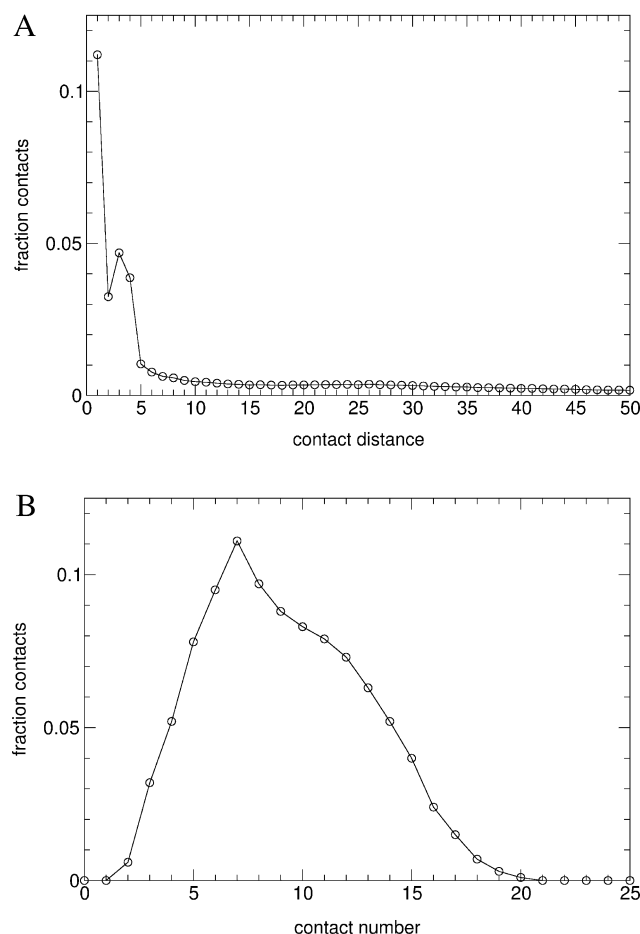 A
0.1
0.05
0
0 5 10 15 20 25 30 35 40 45 50
fraction contacts
contact distance
B
0.1
0.05
0
0 5 10 15 20 25
fraction contacts
contact number